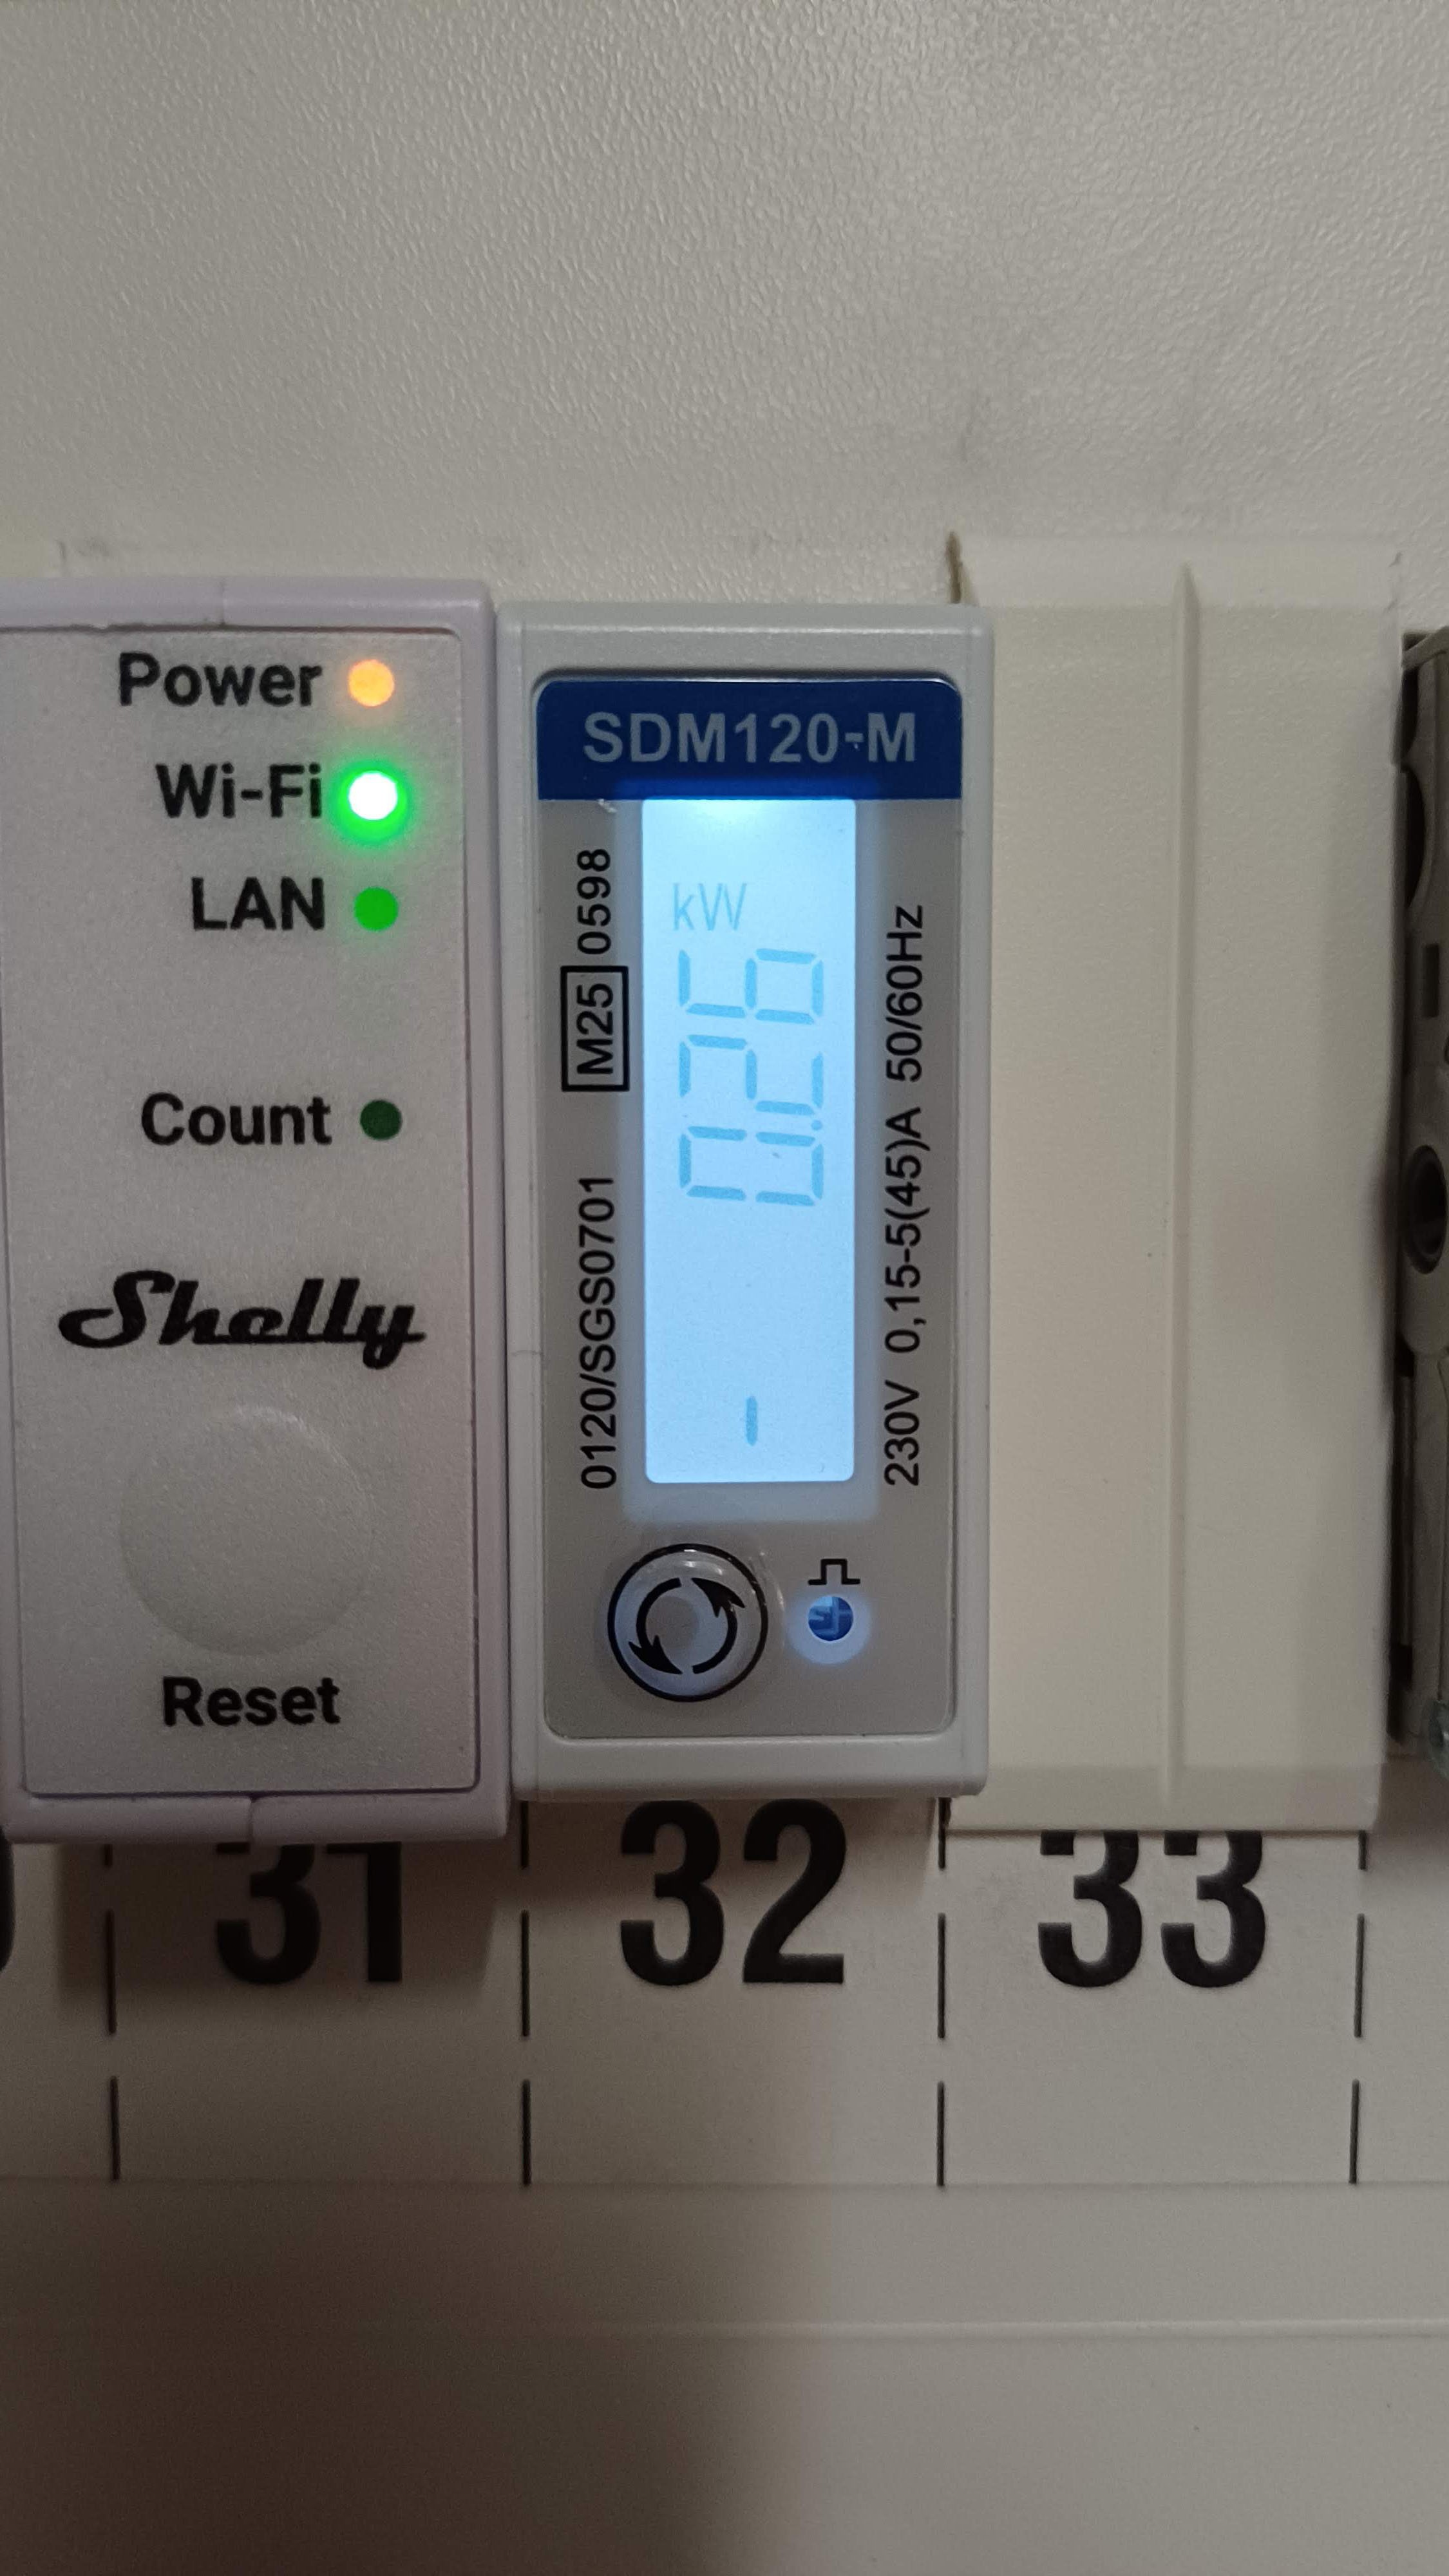 Power
Wi-Fi
LAN
Count
Shelly
Reset
SDM120-M
0120/SGS0701 M25 0598
- 0.26 kW
230V 0,15-5(45)A 50/60Hz
31 32 33